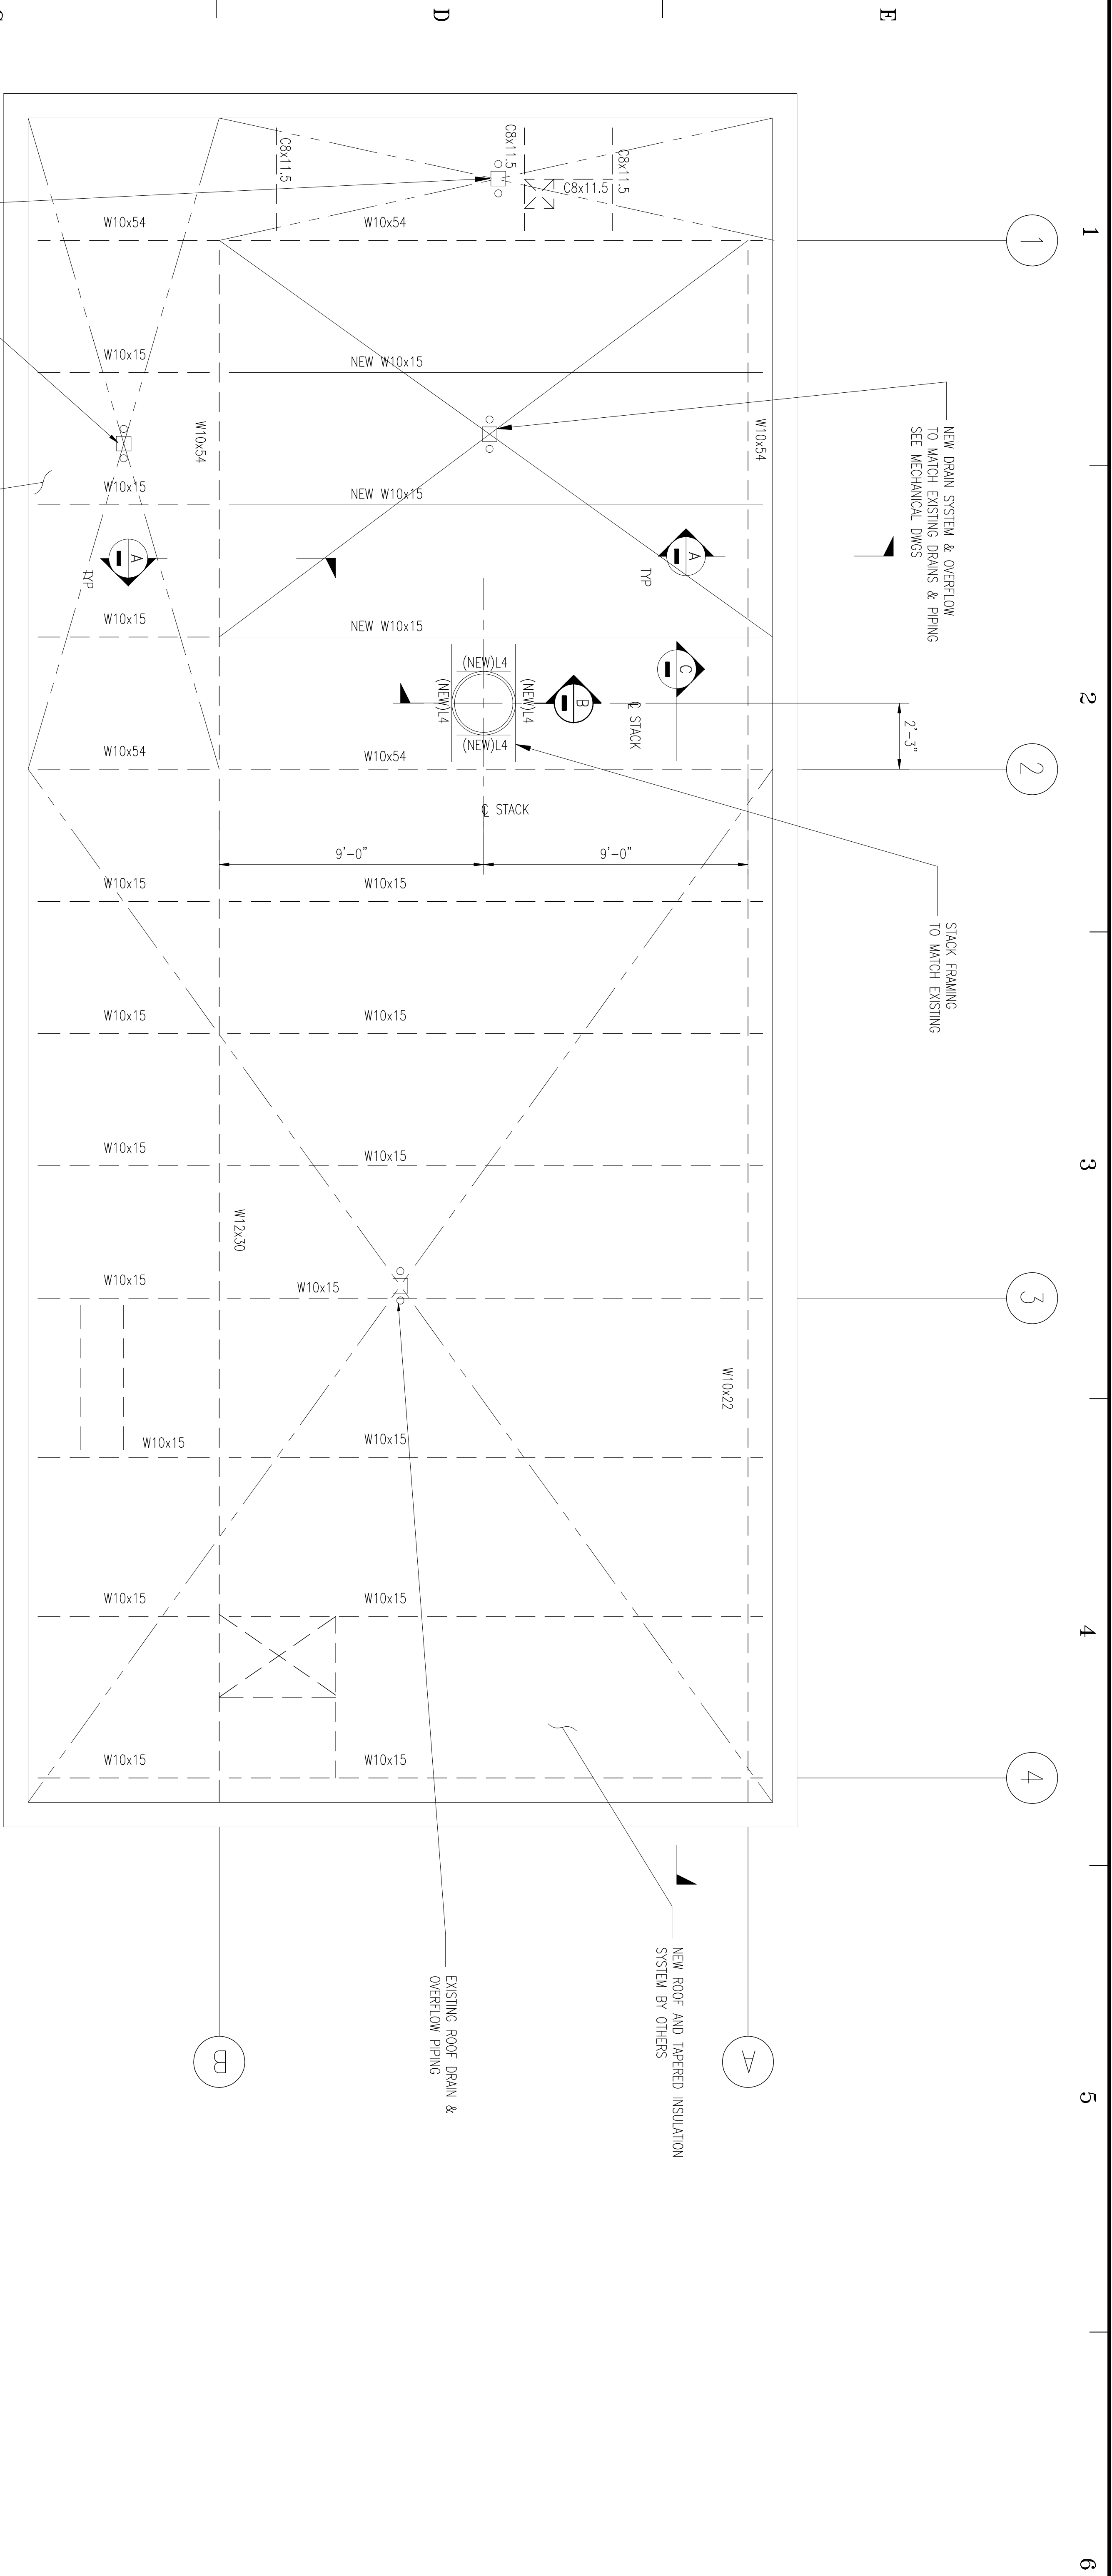 1
2
3
4
5
6
E
D
1
2
3
4
A
B
NEW DRAIN SYSTEM & OVERFLOW
TO MATCH EXISTING DRAINS & PIPING
SEE MECHANICAL DWGS
2'-3"
STACK FRAMING
TO MATCH EXISTING
NEW ROOF AND TAPERED INSULATION
SYSTEM BY OTHERS
EXISTING ROOF DRAIN &
OVERFLOW PIPING
C8x11.5
C8x11.5
C8x11.5
C8x11.5
W10x54
W10x54
W10x15
NEW W10x15
W10x54
W10x54
W10x15
NEW W10x15
A
TYP
A
TYP
W10x15
NEW W10x15
C
B
℄ STACK
(NEW)L4
(NEW)L4
(NEW)L4
(NEW)L4
W10x54
W10x54
℄ STACK
9'-0"
9'-0"
W10x15
W10x15
W10x15
W10x15
W10x15
W10x15
W12x30
W10x15
W10x15
W10x22
W10x15
W10x15
W10x15
W10x15
W10x15
W10x15